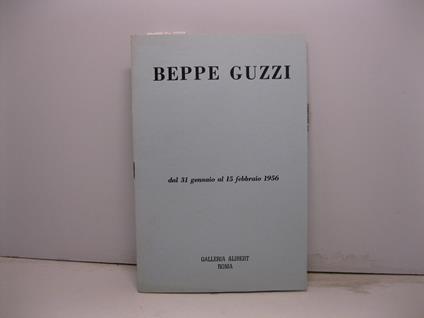 BEPPE GUZZI
dal 31 gennaio al 15 febbraio 1956
GALLERIA ALIBERT
ROMA